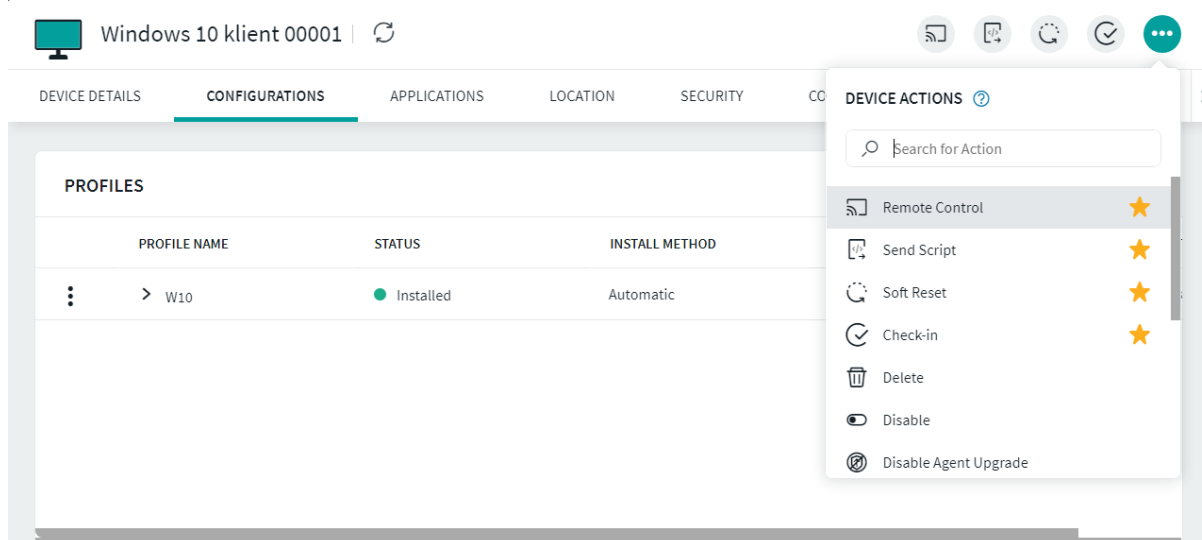 Windows 10 klient 00001
DEVICE DETAILS
CONFIGURATIONS
APPLICATIONS
LOCATION
SECURITY
CO
DEVICE ACTIONS
Search for Action
Remote Control
Send Script
Soft Reset
Check-in
Delete
Disable
Disable Agent Upgrade
PROFILES
PROFILE NAME
STATUS
INSTALL METHOD
W10
Installed
Automatic